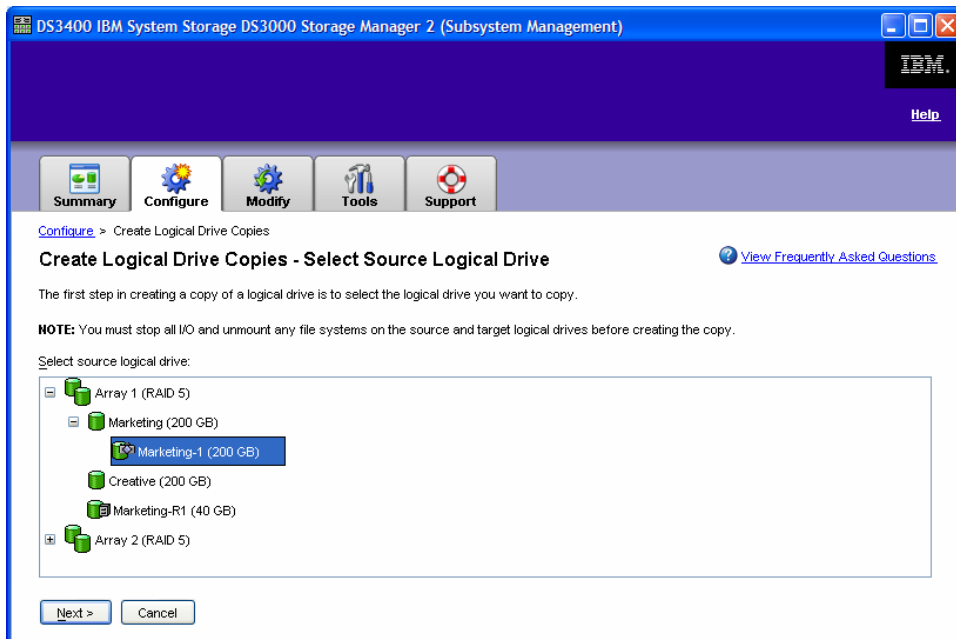 DS3400 IBM System Storage DS3000 Storage Manager 2 (Subsystem Management)
IBM.
Help
Summary
Configure
Modify
Tools
Support
Configure > Create Logical Drive Copies
Create Logical Drive Copies - Select Source Logical Drive
View Frequently Asked Questions
The first step in creating a copy of a logical drive is to select the logical drive you want to copy.
NOTE: You must stop all I/O and unmount any file systems on the source and target logical drives before creating the copy.
Select source logical drive:
Array 1 (RAID 5)
Marketing (200 GB)
Marketing-1 (200 GB)
Creative (200 GB)
Marketing-R1 (40 GB)
Array 2 (RAID 5)
Next >
Cancel